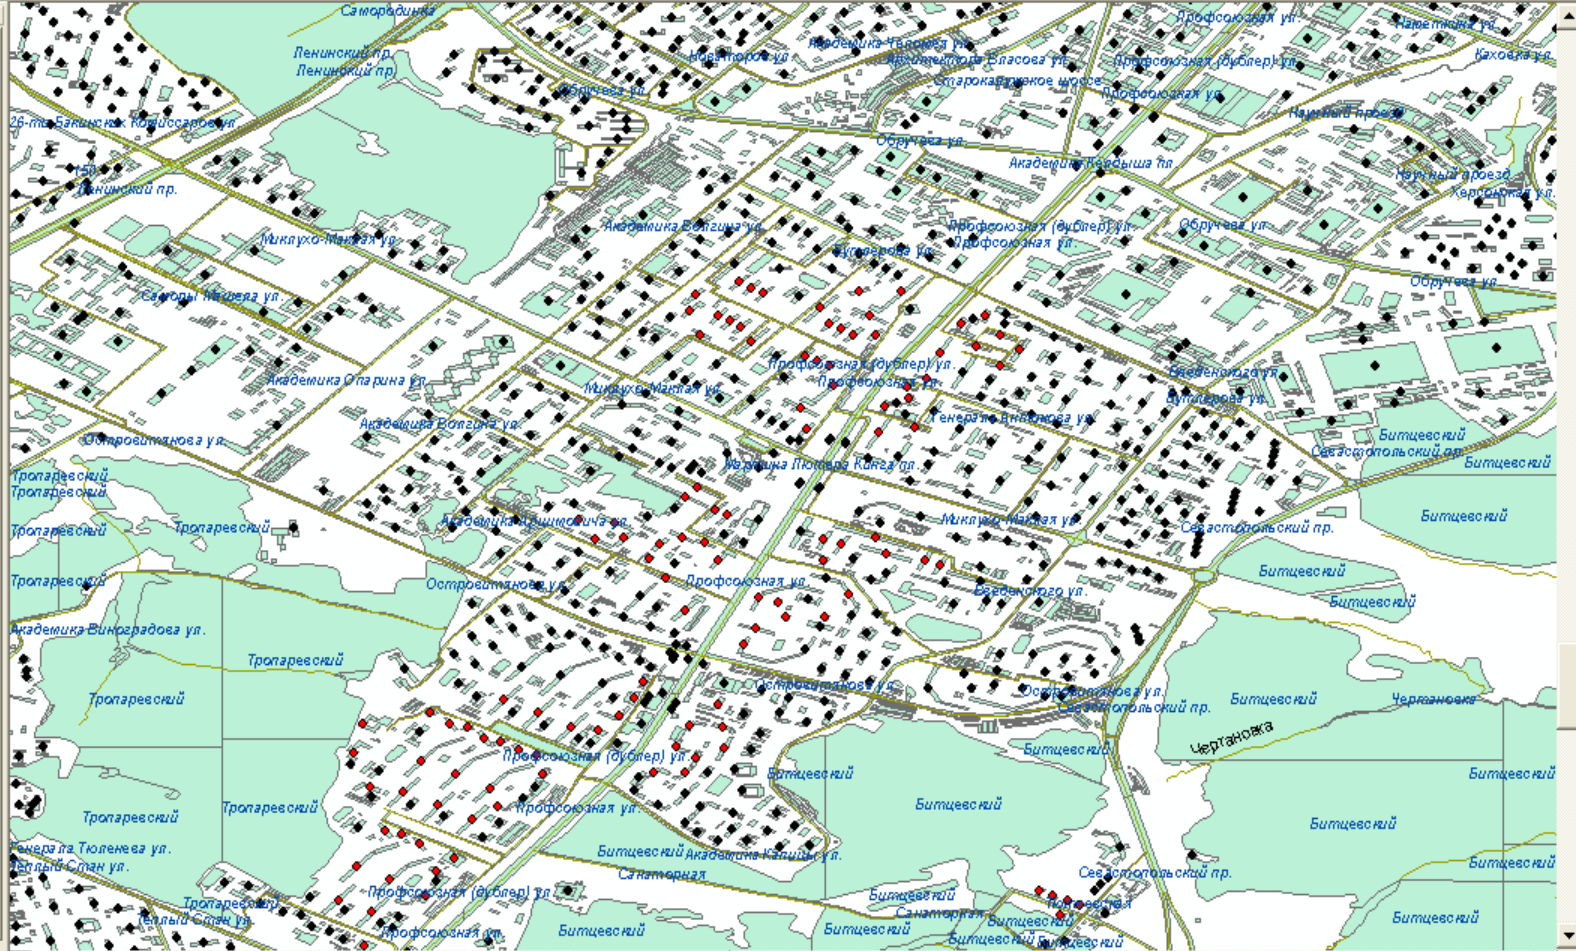 Самородинка
Профсоюзная ул.
Наметкина ул.
Ленинский пр.
Академика Челомея ул.
Каховка ул.
Новаторов ул.
Архитектора Власова ул.
Профсоюзная (дублер) ул.
Ленинский пр.
Старокалужское шоссе
Обручева ул.
Профсоюзная ул.
Научный проезд
26-ти Бакинских Комиссаров ул.
Обручева ул.
Академика Келдыша пл.
Научный проезд
Ленинский пр.
Херсонская ул.
Академика Волгина ул.
Профсоюзная (дублер) ул.
Обручева ул.
Миклухо-Маклая ул.
Профсоюзная ул.
Бутлерова ул.
Обручева ул.
Саморы Машела ул.
Профсоюзная (дублер) ул.
Введенского ул.
Академика Опарина ул.
Профсоюзная ул.
Миклухо-Маклая ул.
Бутлерова ул.
Генерала Антонова ул.
Академика Волгина ул.
Битцевский
Островитянова ул.
Севастопольский пр.
Мартина Лютера Кинга пл.
Битцевский
Тропаревский
Тропаревский
Битцевский
Академика Арцимовича ул.
Миклухо-Маклая ул.
Тропаревский
Тропаревский
Севастопольский пр.
Битцевский
Тропаревский
Островитянова ул.
Профсоюзная ул.
Введенского ул.
Битцевский
Академика Виноградова ул.
Тропаревский
Островитянова ул.
Островитянова ул.
Тропаревский
Севастопольский пр.
Битцевский
Чертановка
Чертановка
Битцевский
Профсоюзная (дублер) ул.
Битцевский
Битцевский
Тропаревский
Тропаревский
Профсоюзная ул.
Битцевский
Битцевский
Генерала Тюленева ул.
Битцевский
Академика Капицы ул.
Теплый Стан ул.
Битцевский
Санаторная
Севастопольский пр.
Профсоюзная (дублер) ул.
Битцевский
Тропаревский
Санаторная
Теплый Стан ул.
Битцевский
Битцевский
Профсоюзная ул.
Битцевский
Битцевский
Битцевский